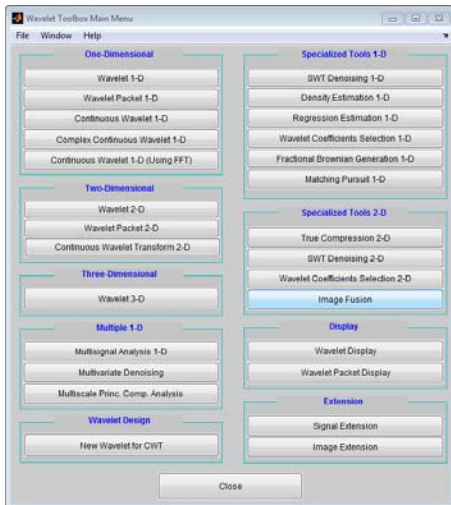 Wavelet Toolbox Main Menu
File Window Help
One-Dimensional
Wavelet 1-D
Wavelet Packet 1-D
Continuous Wavelet 1-D
Complex Continuous Wavelet 1-D
Continuous Wavelet 1-D (Using FFT)
Two-Dimensional
Wavelet 2-D
Wavelet Packet 2-D
Continuous Wavelet Transform 2-D
Three-Dimensional
Wavelet 3-D
Multiple 1-D
Multisignal Analysis 1-D
Multivariate Denoising
Multiscale Princ. Comp. Analysis
Wavelet Design
New Wavelet for CWT
Specialized Tools 1-D
SWT Denoising 1-D
Density Estimation 1-D
Regression Estimation 1-D
Wavelet Coefficients Selection 1-D
Fractional Brownian Generation 1-D
Matching Pursuit 1-D
Specialized Tools 2-D
True Compression 2-D
SWT Denoising 2-D
Wavelet Coefficients Selection 2-D
Image Fusion
Display
Wavelet Display
Wavelet Packet Display
Extension
Signal Extension
Image Extension
Close